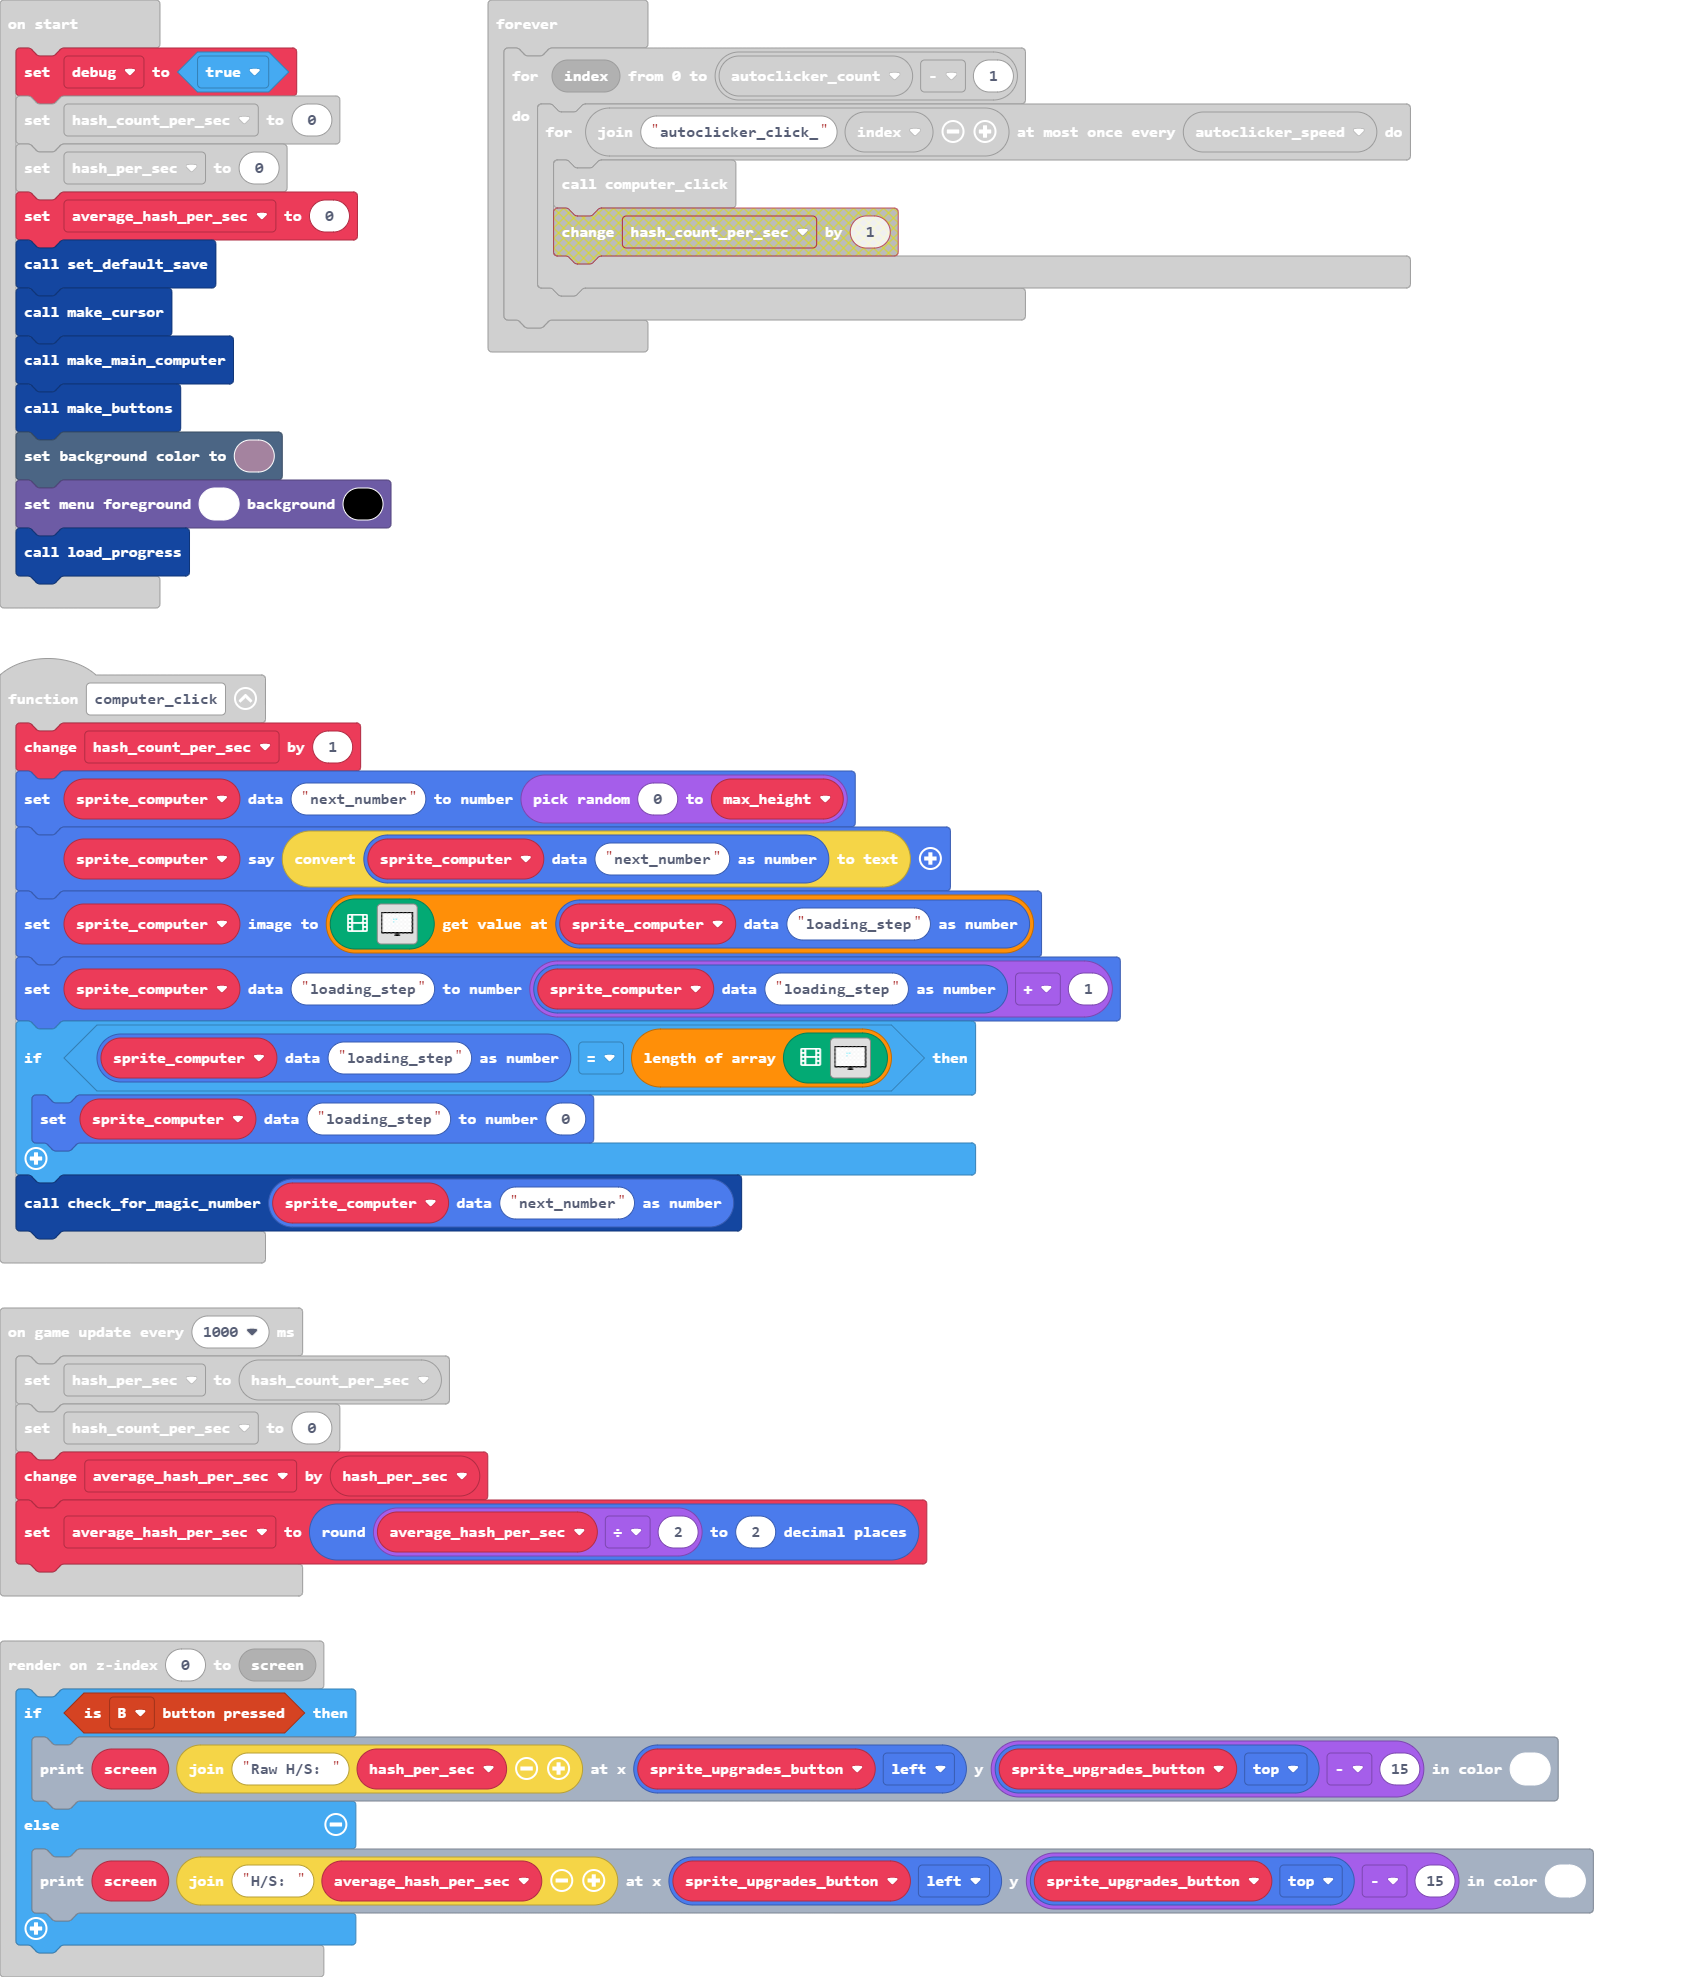 on start
set debug to true
set hash_count_per_sec to 0
set hash_per_sec to 0
set average_hash_per_sec to 0
call set_default_save
call make_cursor
call make_main_computer
call make_buttons
set background color to
set menu foreground background
call load_progress
forever
for index from 0 to autoclicker_count - 1
do
for join "autoclicker_click_" index at most once every autoclicker_speed do
call computer_click
change hash_count_per_sec by 1
function computer_click
change hash_count_per_sec by 1
set sprite_computer data "next_number" to number pick random 0 to max_height
sprite_computer say convert sprite_computer data "next_number" as number to text
set sprite_computer image to get value at sprite_computer data "loading_step" as number
set sprite_computer data "loading_step" to number sprite_computer data "loading_step" as number + 1
if sprite_computer data "loading_step" as number = length of array then
set sprite_computer data "loading_step" to number 0
call check_for_magic_number sprite_computer data "next_number" as number
on game update every 1000 ms
set hash_per_sec to hash_count_per_sec
set hash_count_per_sec to 0
change average_hash_per_sec by hash_per_sec
set average_hash_per_sec to round average_hash_per_sec ÷ 2 to 2 decimal places
render on z-index 0 to screen
if is B button pressed then
print screen join "Raw H/S: " hash_per_sec at x sprite_upgrades_button left y sprite_upgrades_button top - 15 in color
else
print screen join "H/S: " average_hash_per_sec at x sprite_upgrades_button left y sprite_upgrades_button top - 15 in color